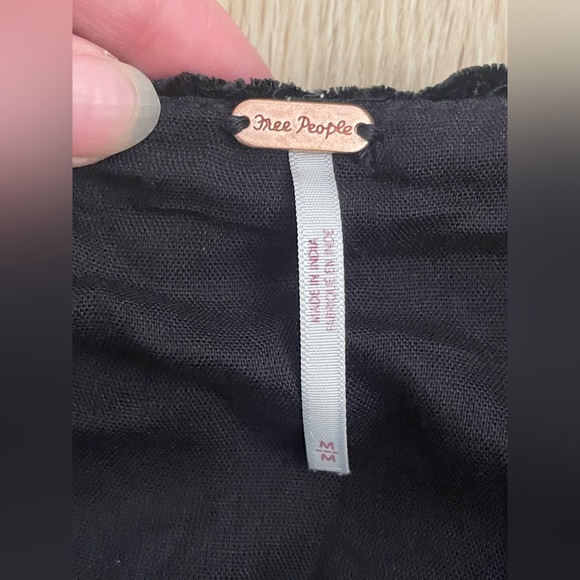 Free People
MADE IN INDIA
FABRIQUÉ EN INDE
M
M